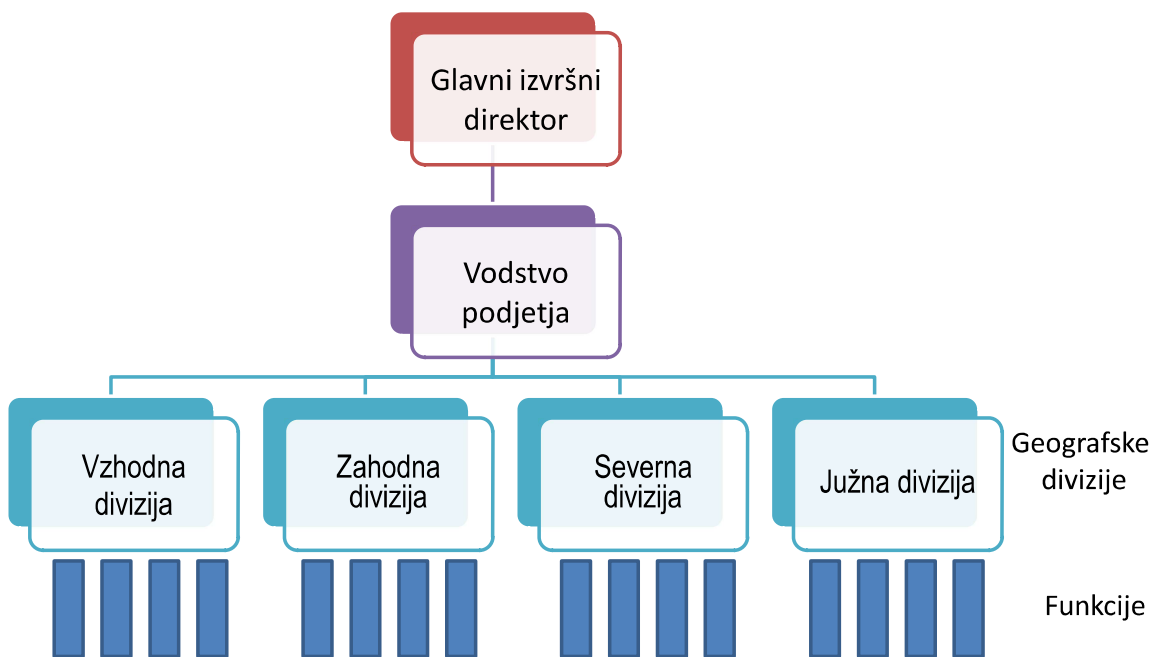 Glavni izvršni
direktor
Vodstvo
podjetja
Vzhodna
divizija
Zahodna
divizija
Severna
divizija
Južna divizija
Geografske
divizije
Funkcije